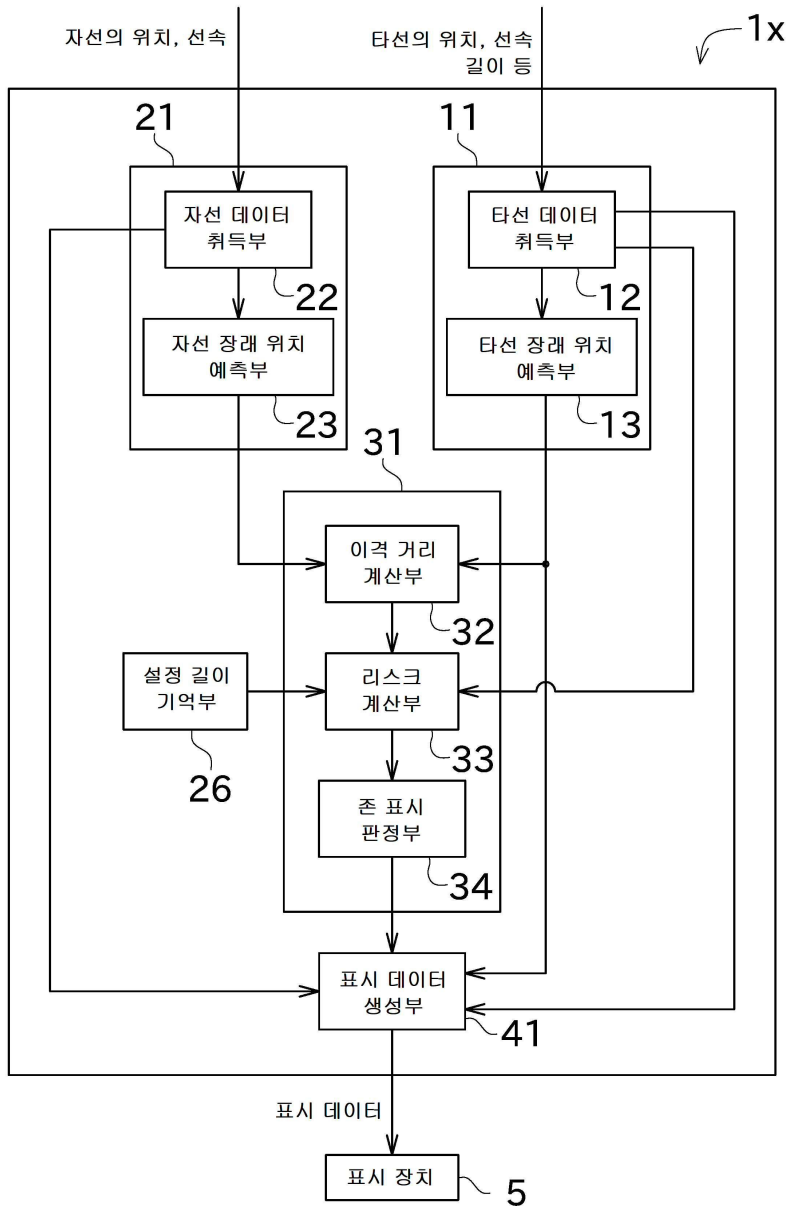 자선의 위치, 선속
타선의 위치, 선속
길이 등
1x
21
11
자선 데이터
취득부
타선 데이터
취득부
22
12
자선 장래 위치
예측부
타선 장래 위치
예측부
23
13
31
이격 거리
계산부
32
설정 길이
기억부
리스크
계산부
26
33
존 표시
판정부
34
표시 데이터
생성부
41
표시 데이터
표시 장치
5